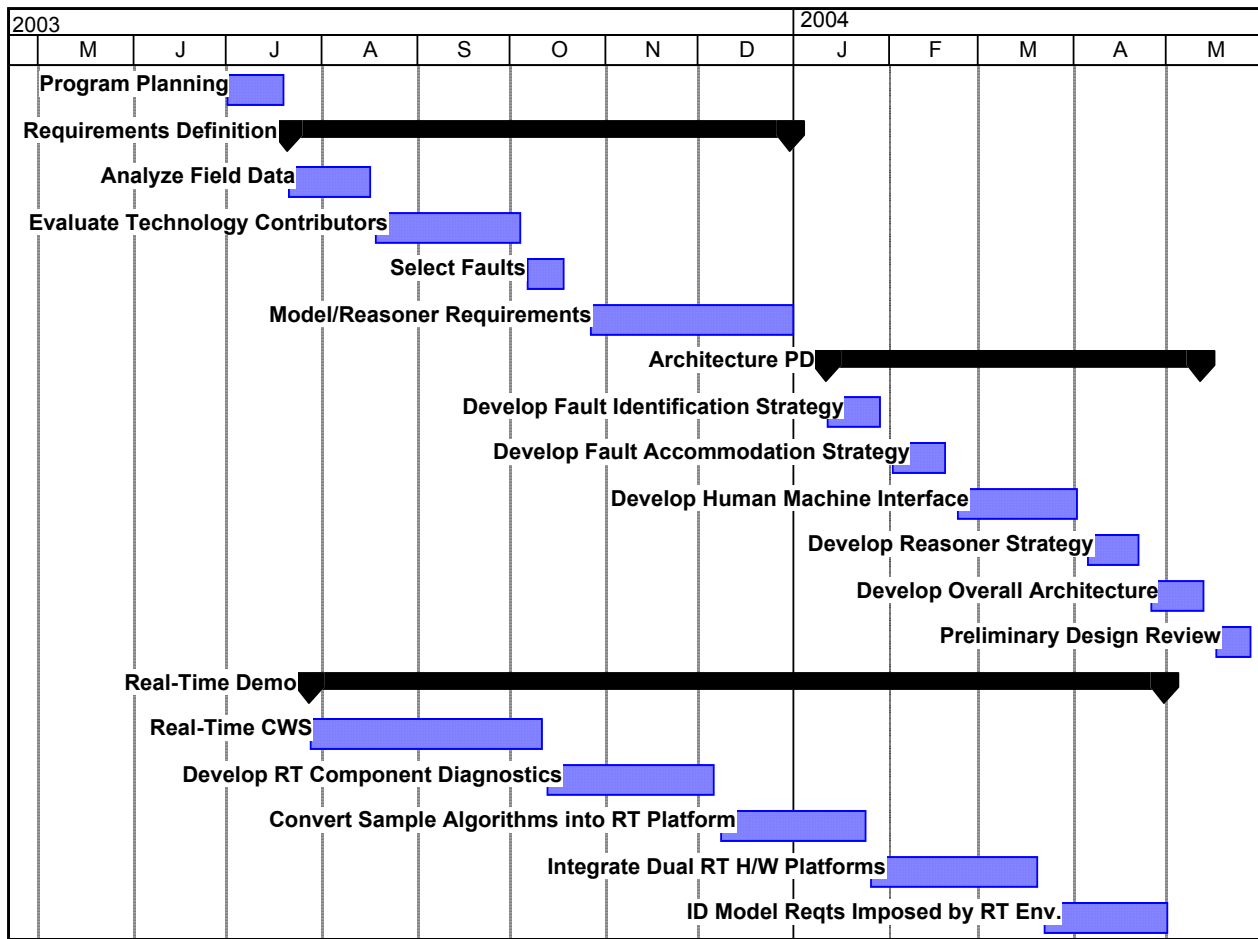 2003 2004
M J J A S O N D J F M A M
Program Planning
Requirements Definition
Analyze Field Data
Evaluate Technology Contributors
Select Faults
Model/Reasoner Requirements
Architecture PD
Develop Fault Identification Strategy
Develop Fault Accommodation Strategy
Develop Human Machine Interface
Develop Reasoner Strategy
Develop Overall Architecture
Preliminary Design Review
Real-Time Demo
Real-Time CWS
Develop RT Component Diagnostics
Convert Sample Algorithms into RT Platform
Integrate Dual RT H/W Platforms
ID Model Reqts Imposed by RT Env.